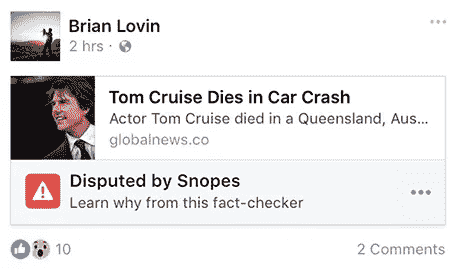 Brian Lovin
2 hrs ·
Tom Cruise Dies in Car Crash
Actor Tom Cruise died in a Queensland, Aus...
globalnews.co
Disputed by Snopes
Learn why from this fact-checker
10
2 Comments